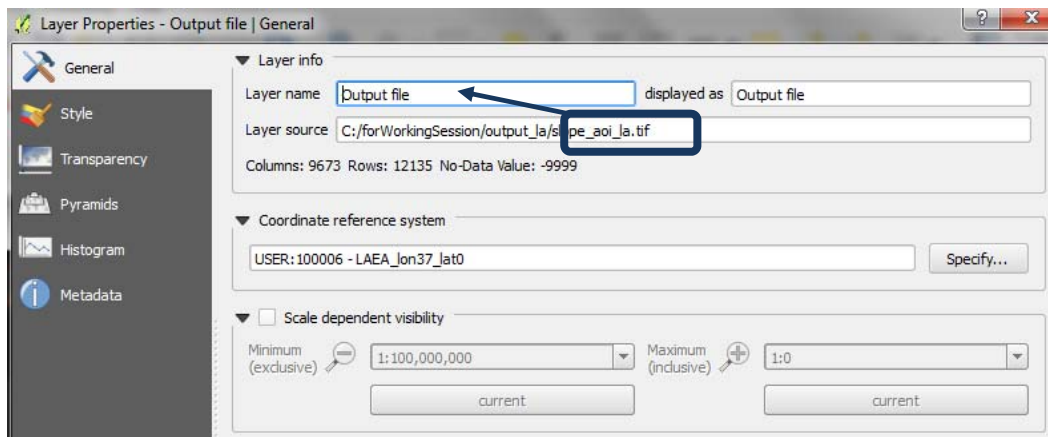 Layer Properties - Output file | General
General
Style
Transparency
Pyramids
Histogram
Metadata
Layer info
Layer name Output file displayed as Output file
Layer source C:/forWorkingSession/output_la/slope_aoi_la.tif
Columns: 9673 Rows: 12135 No-Data Value: -9999
Coordinate reference system
USER:100006 - LAEA_lon37_lat0 Specify...
Scale dependent visibility
Minimum (exclusive) 1:100,000,000 Maximum (inclusive) 1:0
current current